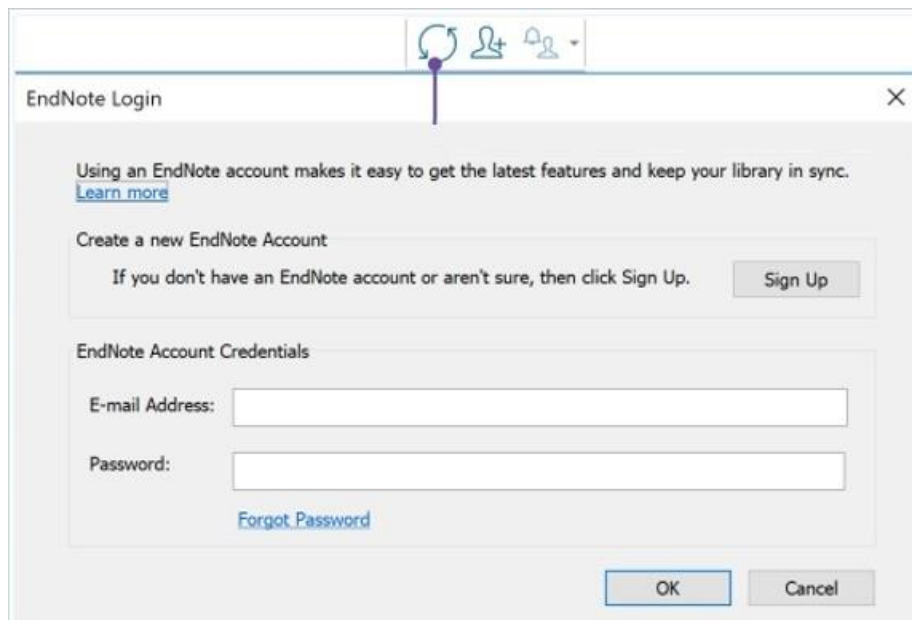 EndNote Login
Using an EndNote account makes it easy to get the latest features and keep your library in sync.
Learn more
Create a new EndNote Account
If you don't have an EndNote account or aren't sure, then click Sign Up.
Sign Up
EndNote Account Credentials
E-mail Address:
Password:
Forgot Password
OK
Cancel